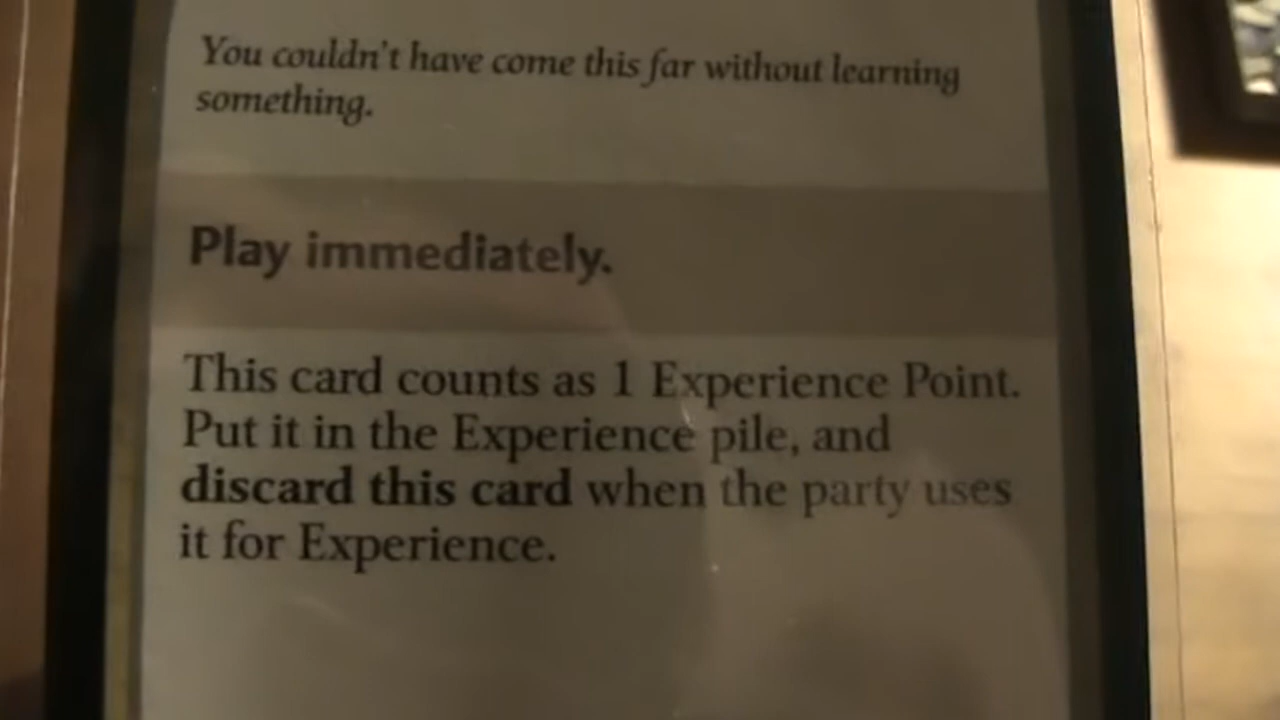 You couldn't have come this far without learning
something.
Play immediately.
This card counts as 1 Experience Point.
Put it in the Experience pile, and
discard this card when the party uses
it for Experience.